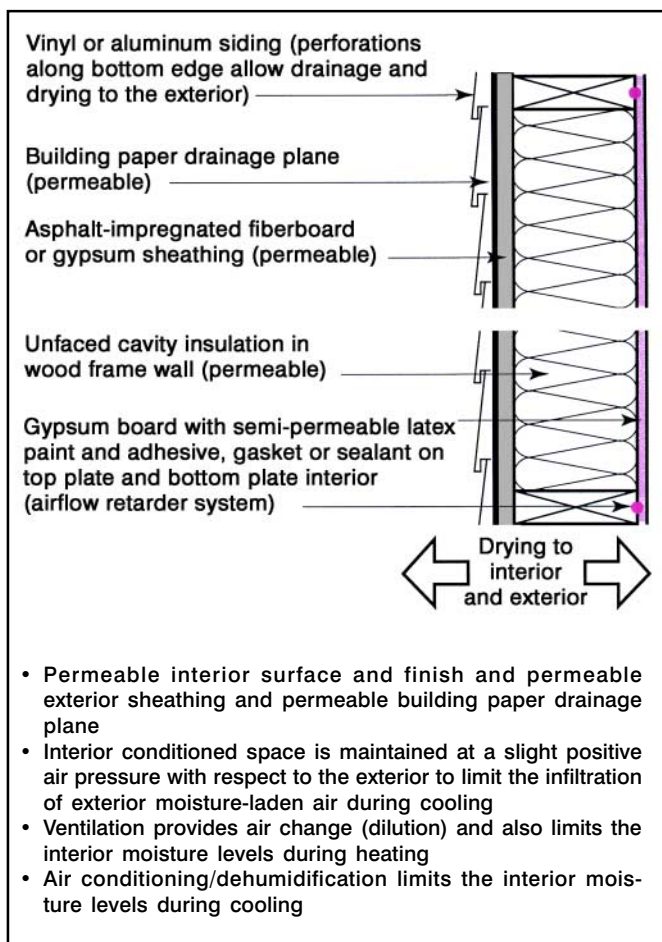 Vinyl or aluminum siding (perforations
along bottom edge allow drainage and
drying to the exterior)
Building paper drainage plane
(permeable)
Asphalt-impregnated fiberboard
or gypsum sheathing (permeable)
Unfaced cavity insulation in
wood frame wall (permeable)
Gypsum board with semi-permeable latex
paint and adhesive, gasket or sealant on
top plate and bottom plate interior
(airflow retarder system)
Drying to
interior
and exterior
• Permeable interior surface and finish and permeable
exterior sheathing and permeable building paper drainage
plane
• Interior conditioned space is maintained at a slight positive
air pressure with respect to the exterior to limit the infiltration
of exterior moisture-laden air during cooling
• Ventilation provides air change (dilution) and also limits the
interior moisture levels during heating
• Air conditioning/dehumidification limits the interior mois-
ture levels during cooling